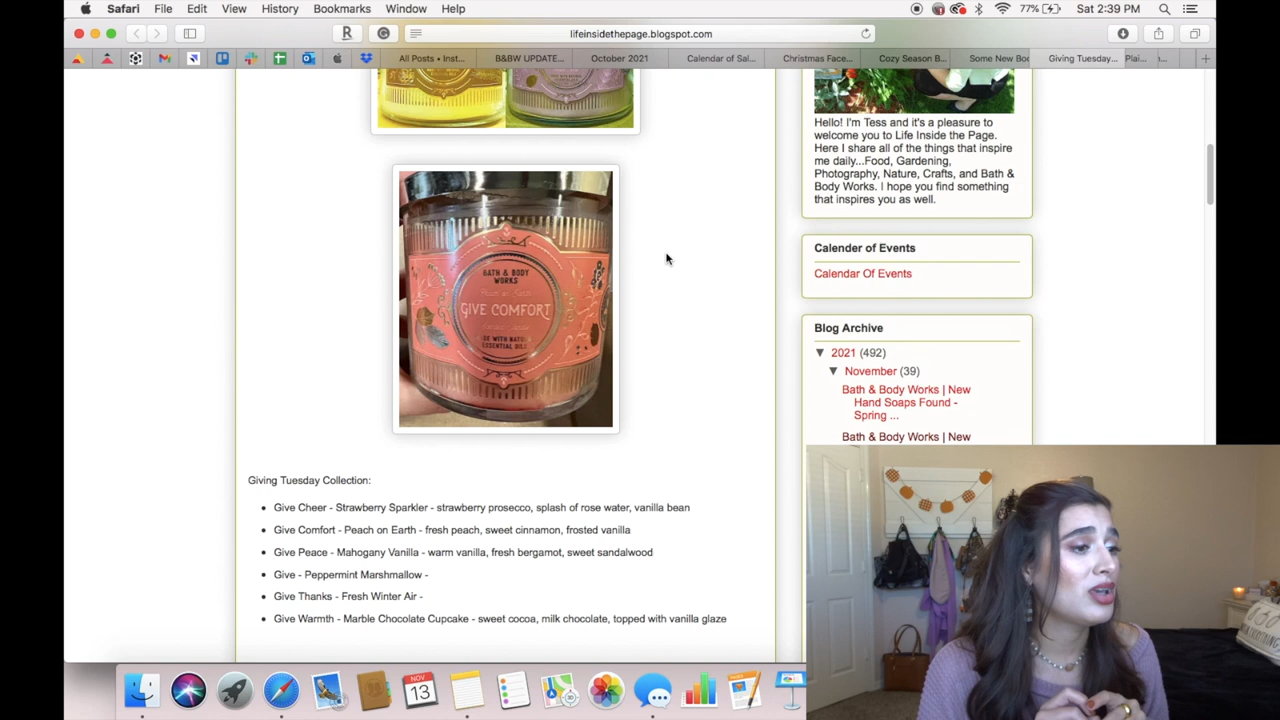 Safari File Edit View History Bookmarks Window Help
77% Sat 2:39 PM
lifeinsidethepage.blogspot.com
All Posts • Inst...
B&BW UPDATE...
October 2021
Calendar of Sal...
Christmas Face...
Cozy Season B...
Some New Boo
Giving Tuesday...
Plai...
Hello! I'm Tess and it's a pleasure to
welcome you to Life Inside the Page.
Here I share all of the things that inspire
me daily...Food, Gardening,
Photography, Nature, Crafts, and Bath &
Body Works. I hope you find something
that inspires you as well.
Calender of Events
Calendar Of Events
Blog Archive
▼ 2021 (492)
▼ November (39)
Bath & Body Works | New
Hand Soaps Found -
Spring ...
Bath & Body Works | New
BATH & BODY
WORKS
GIVE COMFORT
Giving Tuesday Collection:
• Give Cheer - Strawberry Sparkler - strawberry prosecco, splash of rose water, vanilla bean
• Give Comfort - Peach on Earth - fresh peach, sweet cinnamon, frosted vanilla
• Give Peace - Mahogany Vanilla - warm vanilla, fresh bergamot, sweet sandalwood
• Give - Peppermint Marshmallow -
• Give Thanks - Fresh Winter Air -
• Give Warmth - Marble Chocolate Cupcake - sweet cocoa, milk chocolate, topped with vanilla glaze
NOV
13